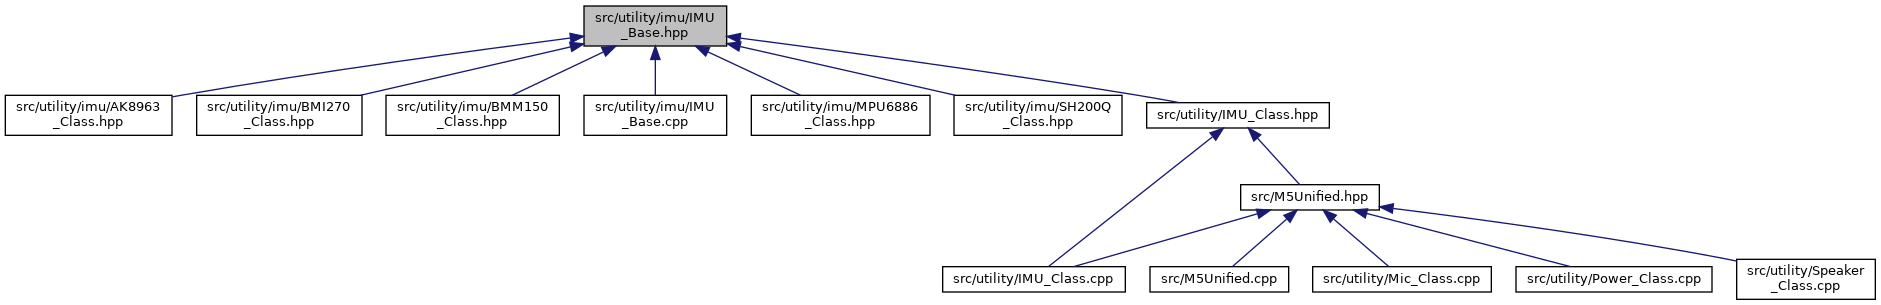 src/utility/imu/IMU
_Base.hpp
src/utility/imu/AK8963
_Class.hpp
src/utility/imu/BMI270
_Class.hpp
src/utility/imu/BMM150
_Class.hpp
src/utility/imu/IMU
_Base.cpp
src/utility/imu/MPU6886
_Class.hpp
src/utility/imu/SH200Q
_Class.hpp
src/utility/IMU_Class.hpp
src/M5Unified.hpp
src/utility/IMU_Class.cpp
src/M5Unified.cpp
src/utility/Mic_Class.cpp
src/utility/Power_Class.cpp
src/utility/Speaker
_Class.cpp